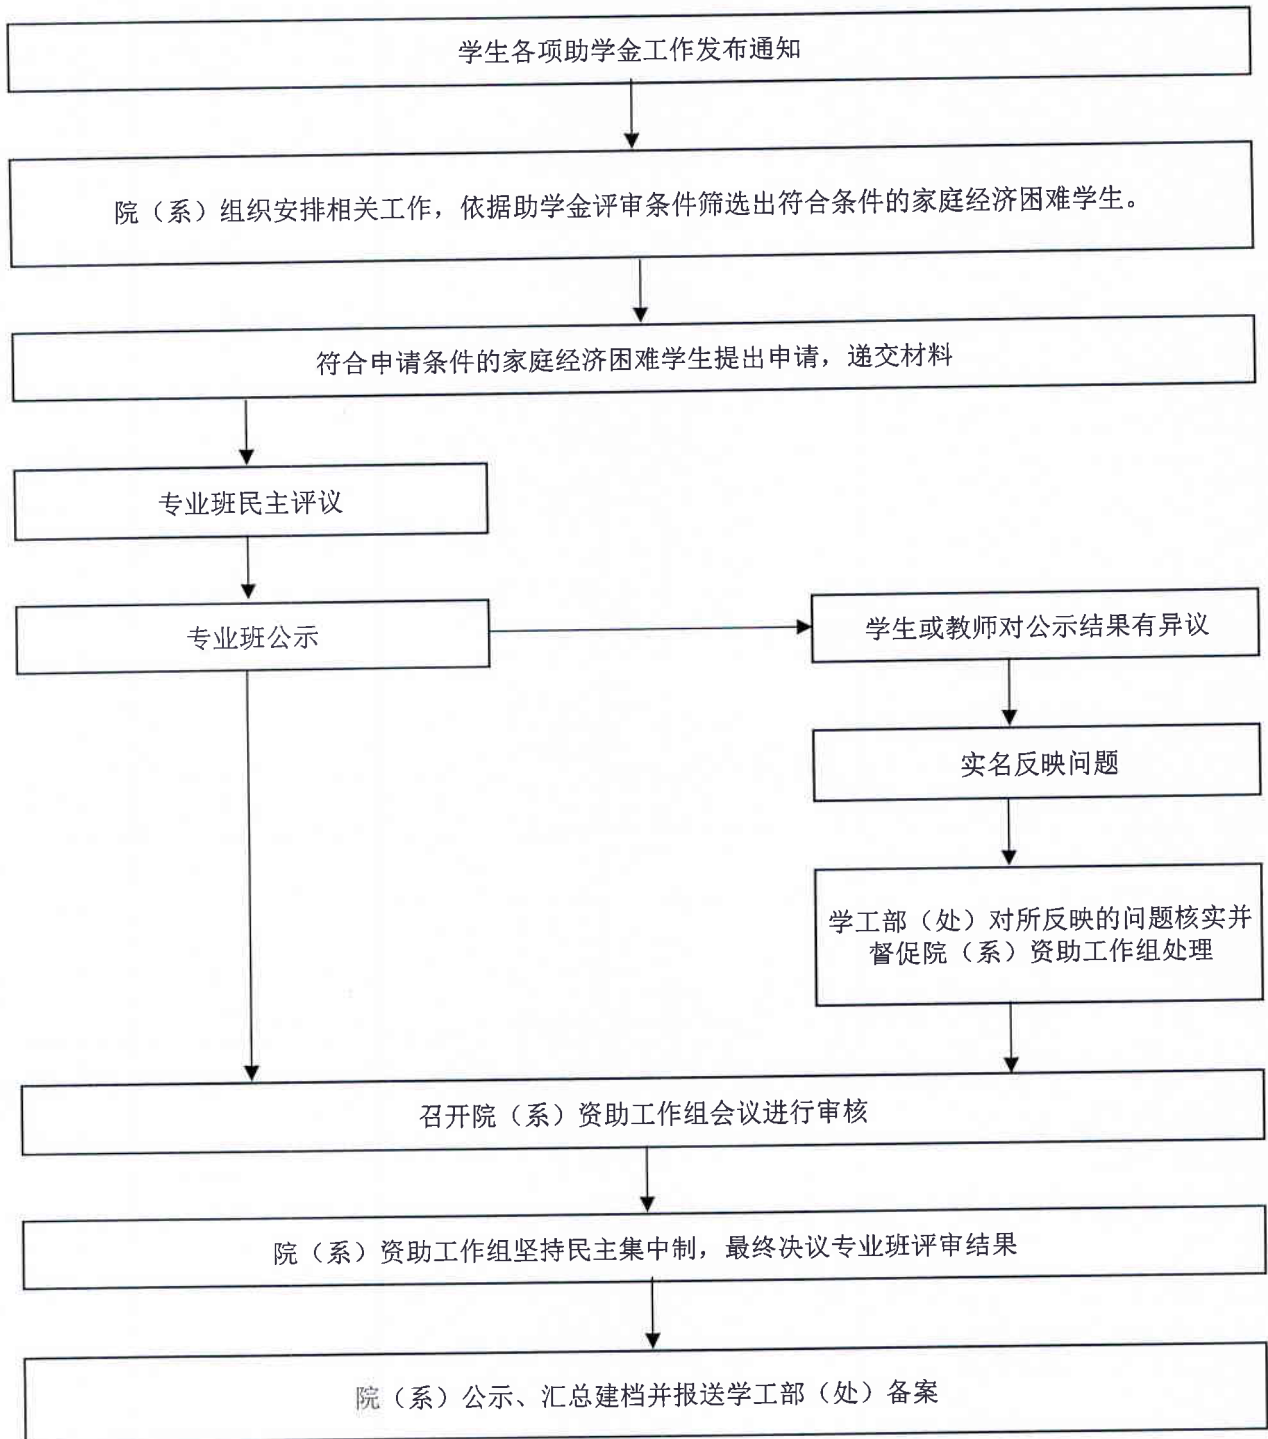 学生各项助学金工作发布通知
院（系）组织安排相关工作，依据助学金评审条件筛选出符合条件的家庭经济困难学生。
符合申请条件的家庭经济困难学生提出申请，递交材料
专业班民主评议
专业班公示
学生或教师对公示结果有异议
实名反映问题
学工部（处）对所反映的问题核实并
督促院（系）资助工作组处理
召开院（系）资助工作组会议进行审核
院（系）资助工作组坚持民主集中制，最终决议专业班评审结果
院（系）公示、汇总建档并报送学工部（处）备案